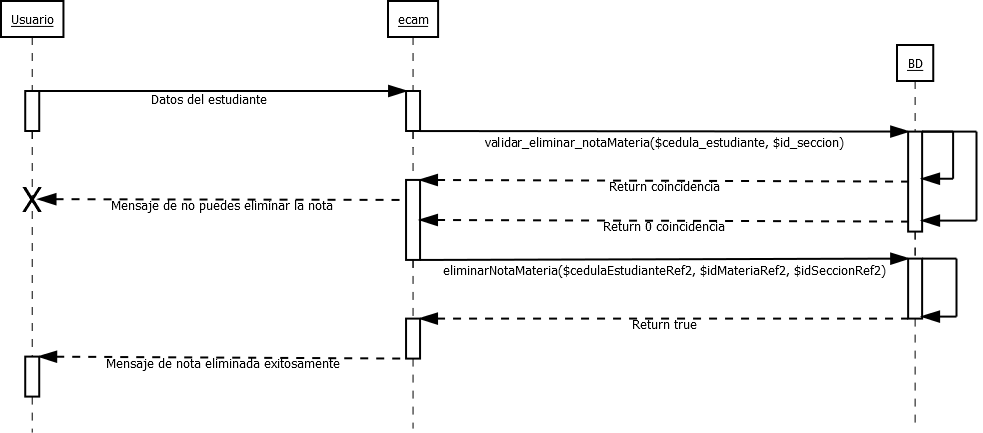 Usuario
ecam
BD
Datos del estudiante
validar_eliminar_notaMateria($cedula_estudiante, $id_seccion)
Return coincidencia
Mensaje de no puedes eliminar la nota
Return 0 coincidencia
eliminarNotaMateria($cedulaEstudianteRef2, $idMateriaRef2, $idSeccionRef2)
Return true
Mensaje de nota eliminada exitosamente